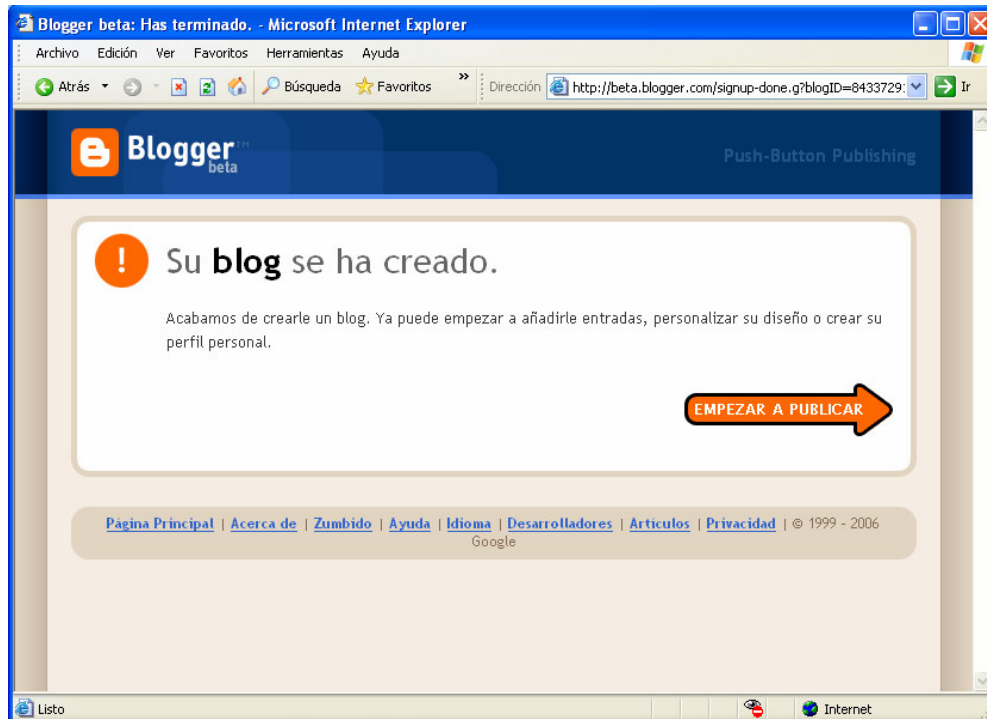 Blogger beta: Has terminado. - Microsoft Internet Explorer
Archivo Edición Ver Favoritos Herramientas Ayuda
Atrás Búsqueda Favoritos » Dirección http://beta.blogger.com/signup-done.g?blogID=8433729: Ir
Blogger™ Push-Button Publishing
beta
! Su blog se ha creado.
Acabamos de crearle un blog. Ya puede empezar a añadirle entradas, personalizar su diseño o crear su
perfil personal.
EMPEZAR A PUBLICAR
Página Principal | Acerca de | Zumbido | Ayuda | Idioma | Desarrolladores | Articulos | Privacidad | © 1999 - 2006
Google
Listo Internet